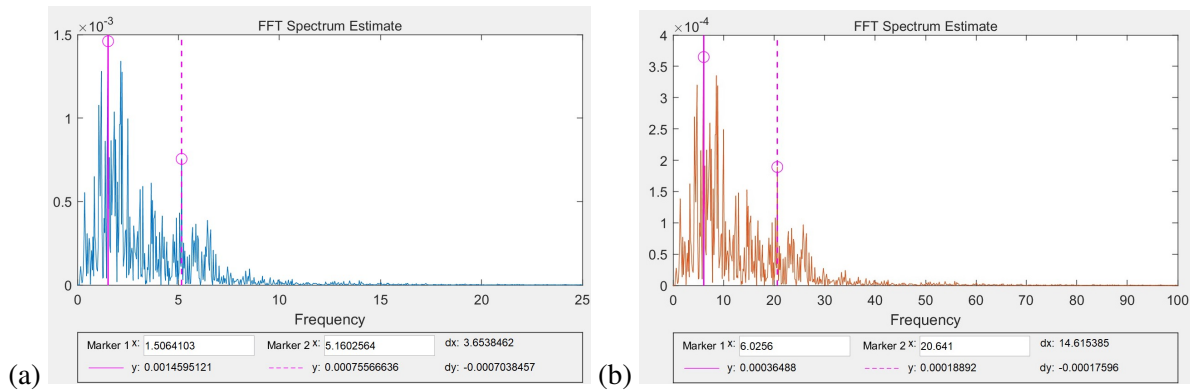 FFT Spectrum Estimate
×10⁻³
1.5
1
0.5
0
0 5 10 15 20 25
Frequency
Marker 1 x: 1.5064103 Marker 2 x: 5.1602564 dx: 3.6538462
y: 0.0014595121 y: 0.00075566636 dy: -0.0007038457
(a)
FFT Spectrum Estimate
×10⁻⁴
4
3.5
3
2.5
2
1.5
1
0.5
0
0 10 20 30 40 50 60 70 80 90 100
Frequency
Marker 1 x: 6.0256 Marker 2 x: 20.641 dx: 14.615385
y: 0.00036488 y: 0.00018892 dy: -0.00017596
(b)